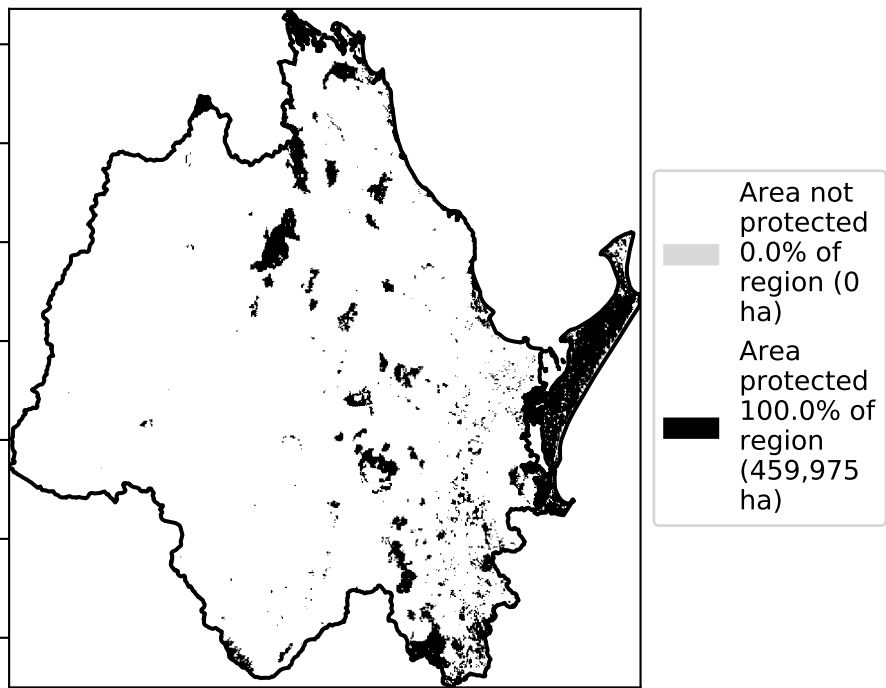 Area not
protected
0.0% of
region (0
ha)
Area
protected
100.0% of
region
(459,975
ha)